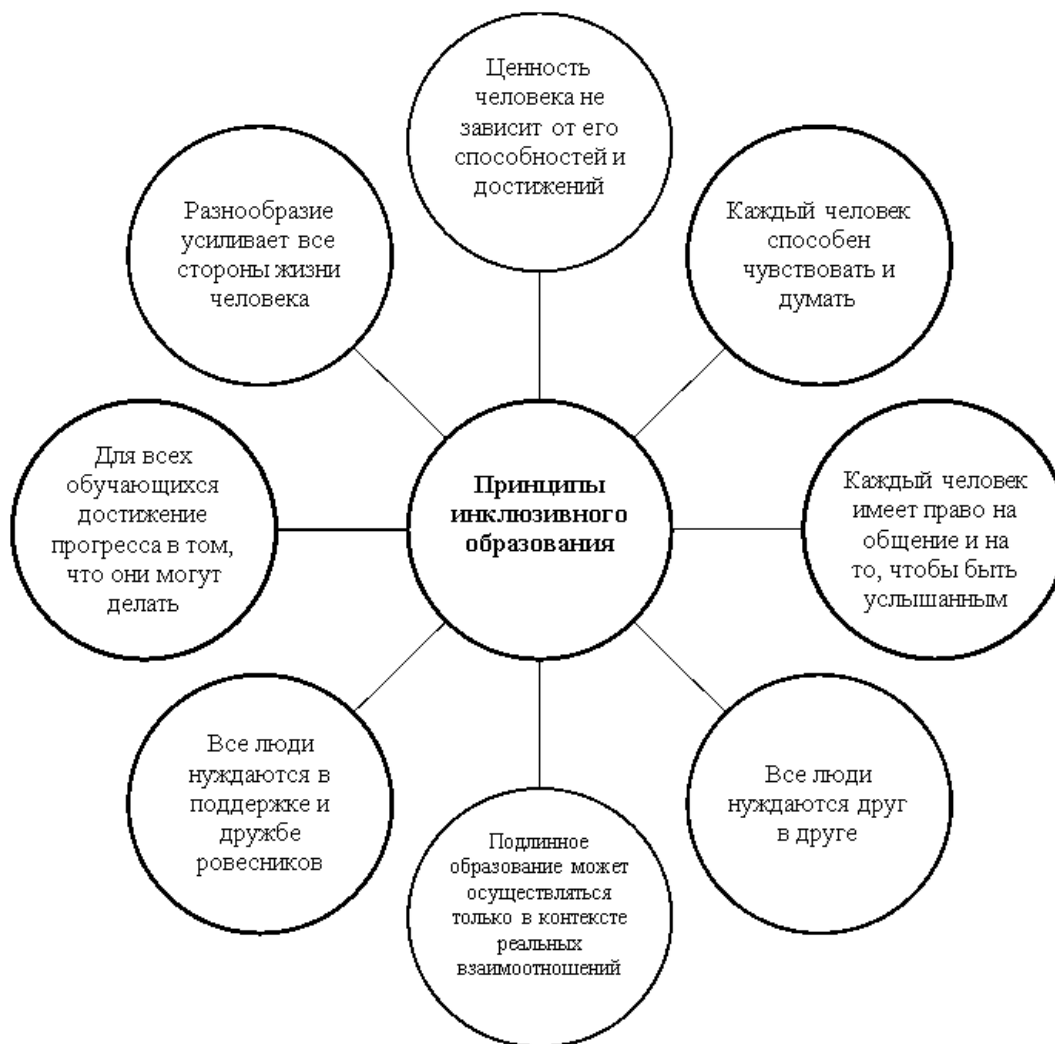 Ценность
человека не
зависит от его
способностей и
достижений
Каждый человек
способен
чувствовать и
думать
Каждый человек
имеет право на
общение и на
то, чтобы быть
услышанным
Все люди
нуждаются друг
в друге
Подлинное
образование может
осуществляться
только в контексте
реальных
взаимоотношений
Все люди
нуждаются в
поддержке и
дружбе
ровесников
Для всех
обучающихся
достижение
прогресса в том,
что они могут
делать
Разнообразие
усиливает все
стороны жизни
человека
Принципы
инклюзивного
образования